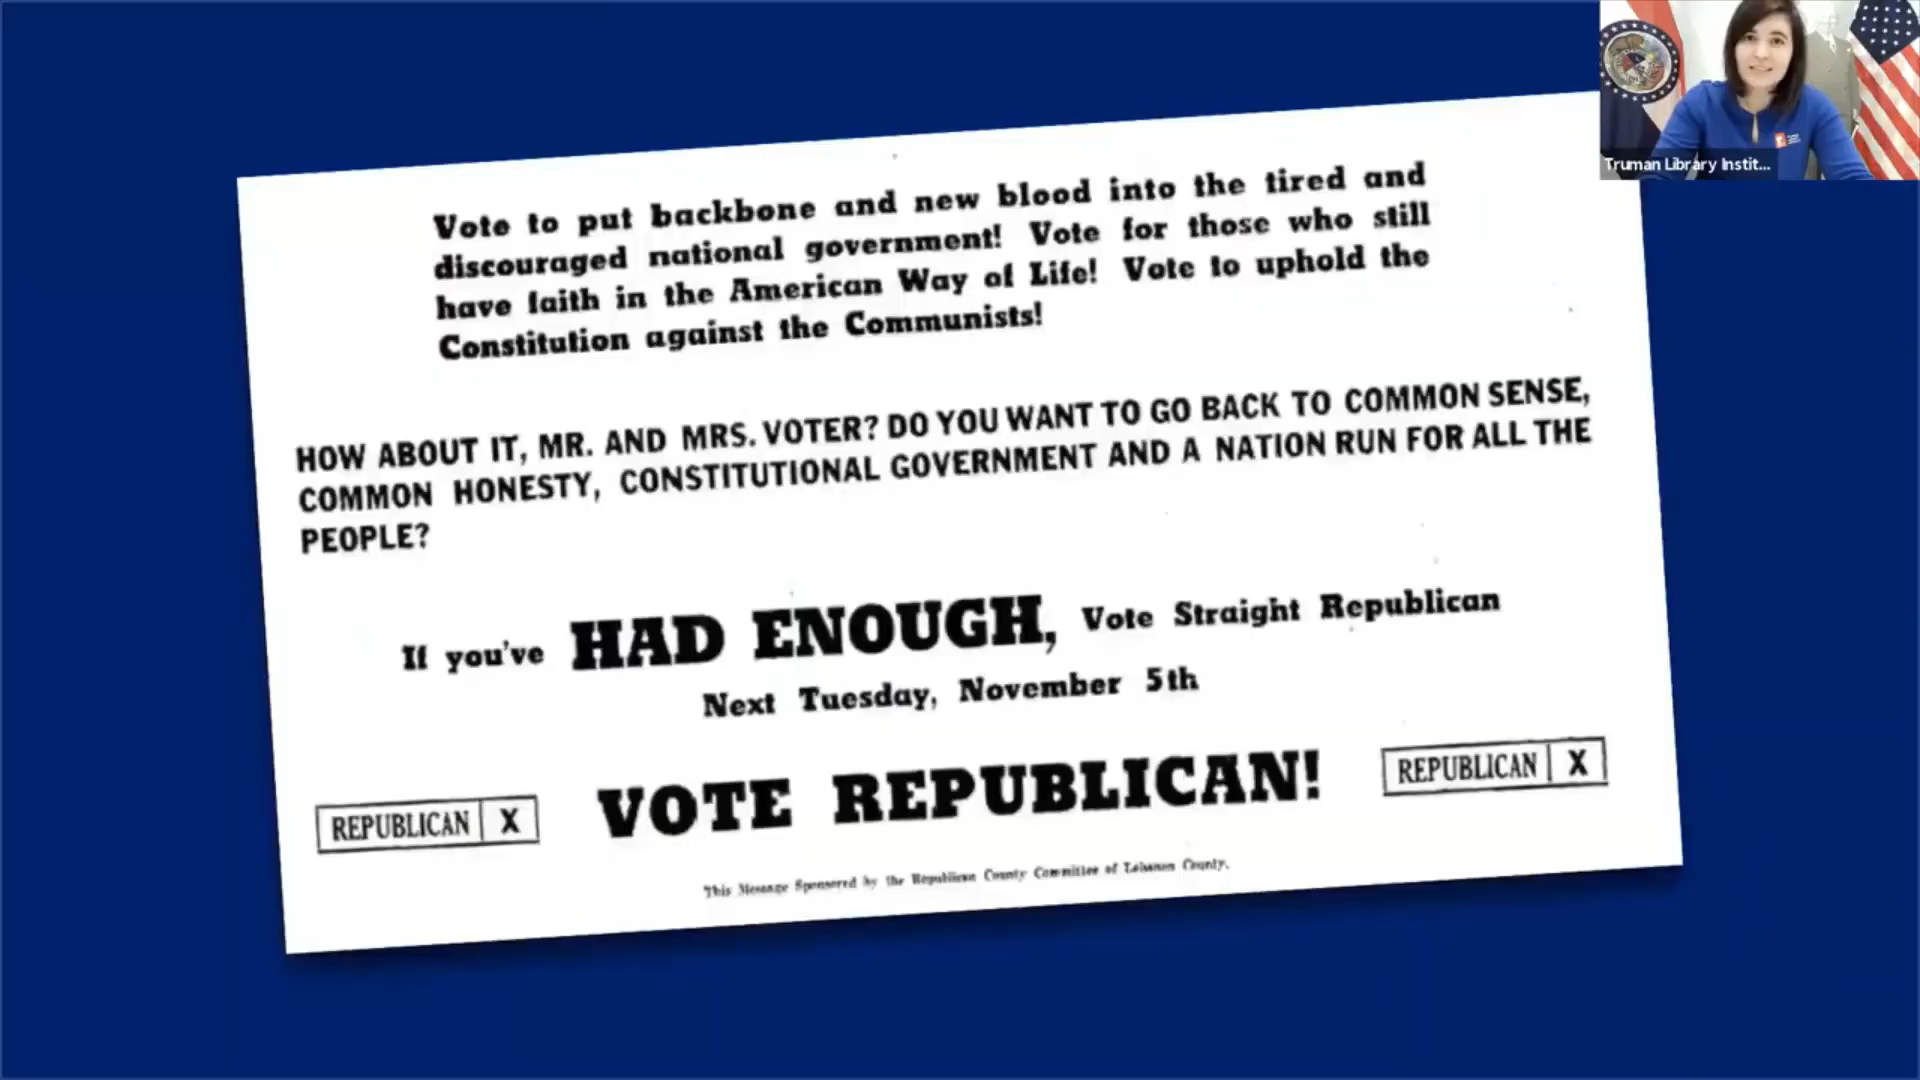 Vote to put backbone and new blood into the tired and
discouraged national government! Vote for those who still
have faith in the American Way of Life! Vote to uphold the
Constitution against the Communists!
HOW ABOUT IT, MR. AND MRS. VOTER? DO YOU WANT TO GO BACK TO COMMON SENSE,
COMMON HONESTY, CONSTITUTIONAL GOVERNMENT AND A NATION RUN FOR ALL THE
PEOPLE?
If you've HAD ENOUGH, Vote Straight Republican
Next Tuesday, November 5th
REPUBLICAN X VOTE REPUBLICAN! REPUBLICAN X
This Message Sponsored by the Republican County Committee of Lebanon County.
Truman Library Instit...